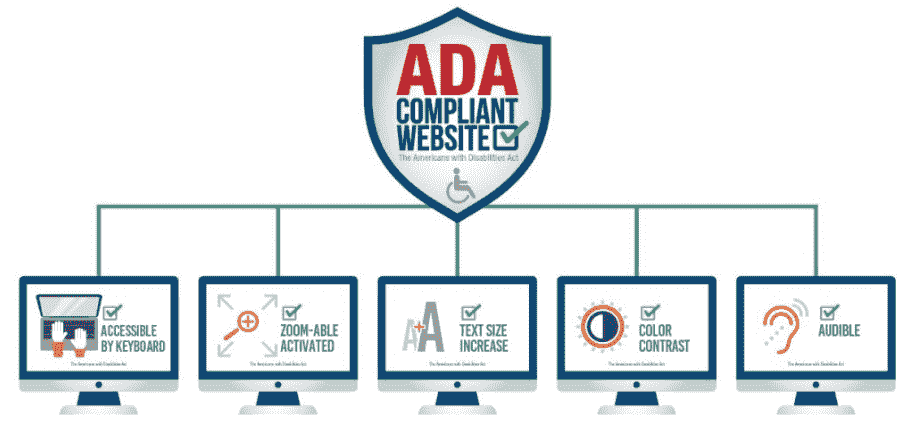 ADA
COMPLIANT
WEBSITE
The Americans with Disabilities Act
ACCESSIBLE
BY KEYBOARD
The Americans with Disabilities Act
ZOOM-ABLE
ACTIVATED
The Americans with Disabilities Act
TEXT SIZE
INCREASE
The Americans with Disabilities Act
COLOR
CONTRAST
The Americans with Disabilities Act
AUDIBLE
The Americans with Disabilities Act